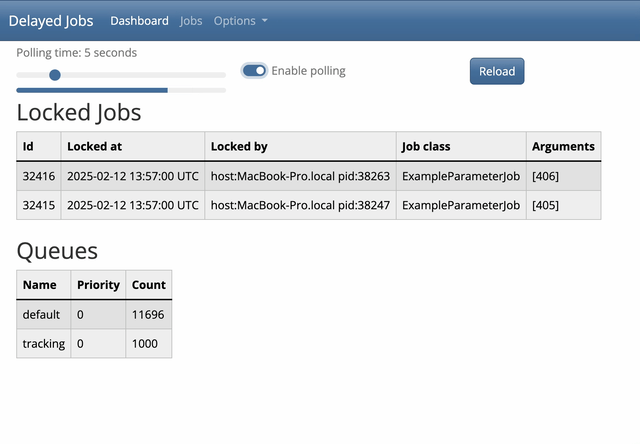 Delayed Jobs Dashboard Jobs Options
Polling time: 5 seconds
Enable polling
Reload
Locked Jobs
Id Locked at Locked by Job class Arguments
32416 2025-02-12 13:57:00 UTC host:MacBook-Pro.local pid:38263 ExampleParameterJob [406]
32415 2025-02-12 13:57:00 UTC host:MacBook-Pro.local pid:38247 ExampleParameterJob [405]
Queues
Name Priority Count
default 0 11696
tracking 0 1000